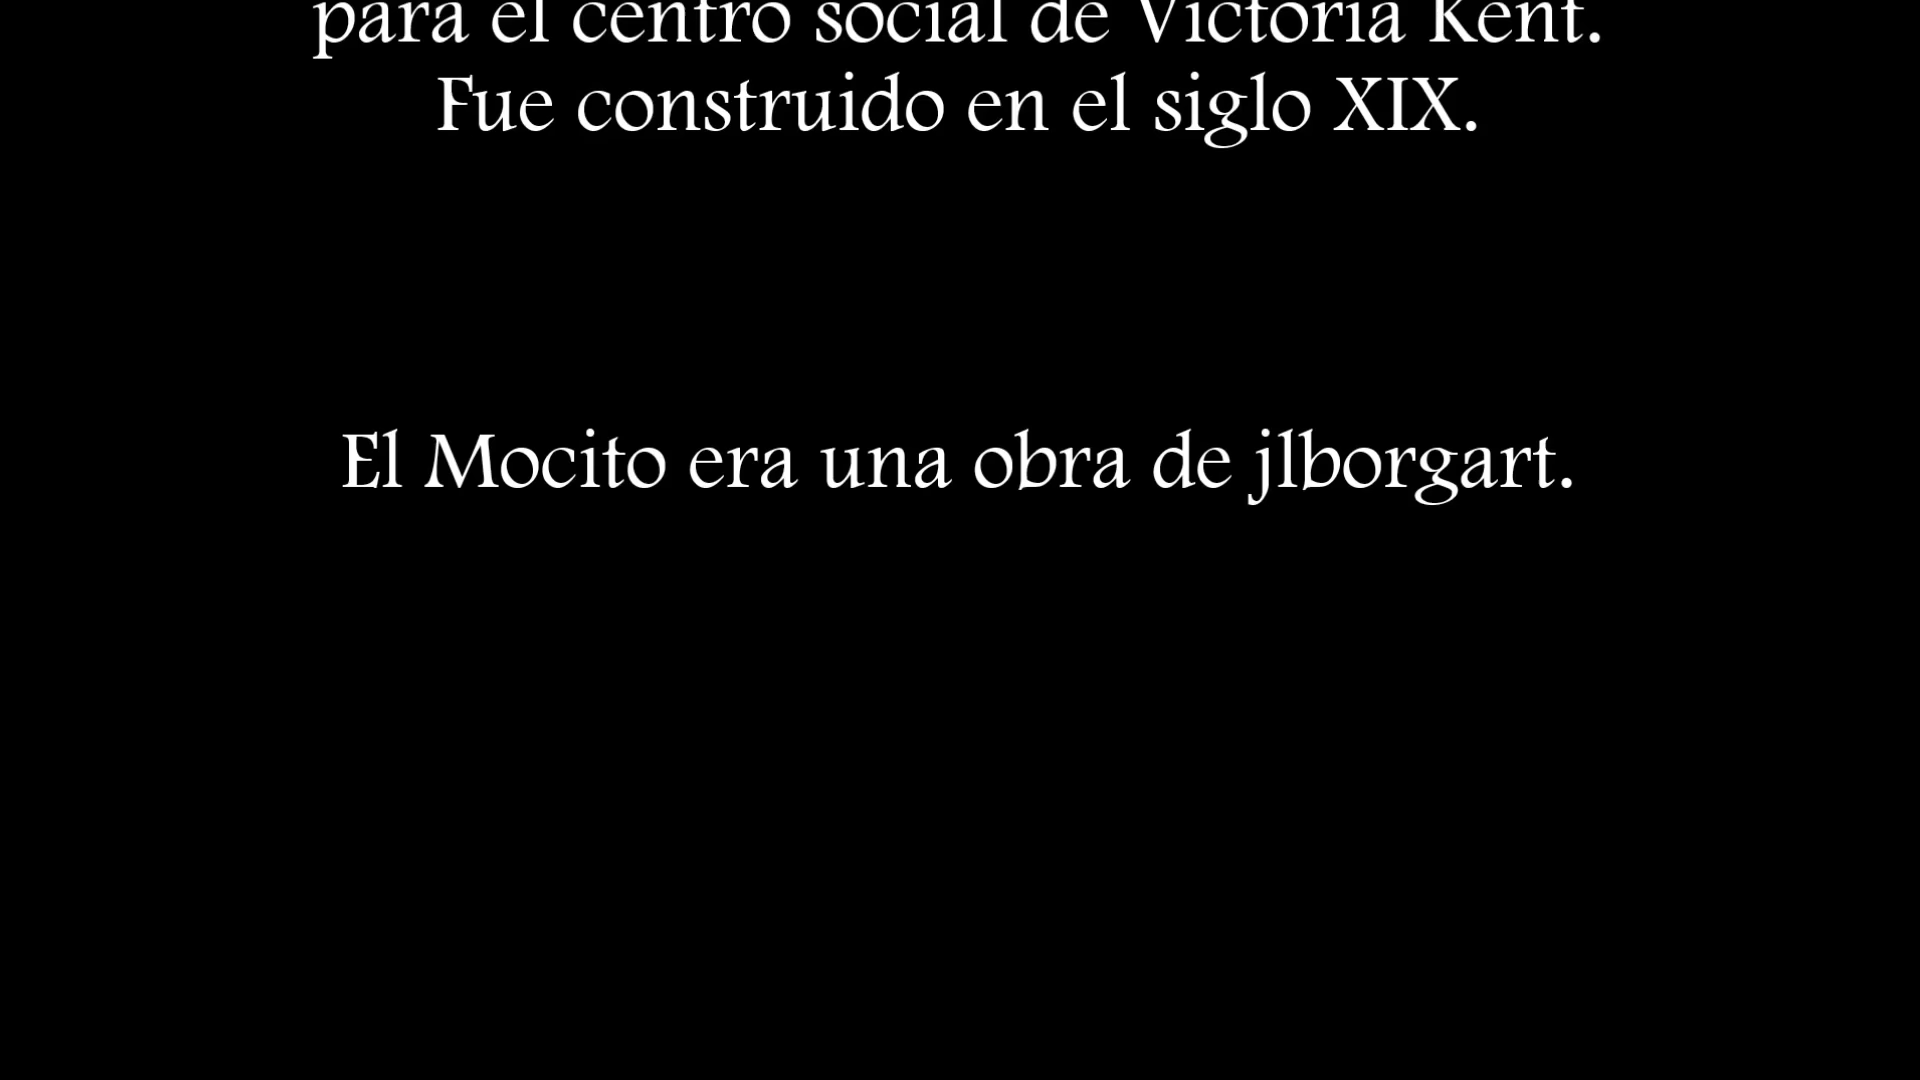 para el centro social de Victoria Kent.
Fue construido en el siglo XIX.
El Mocito era una obra de jlborgart.